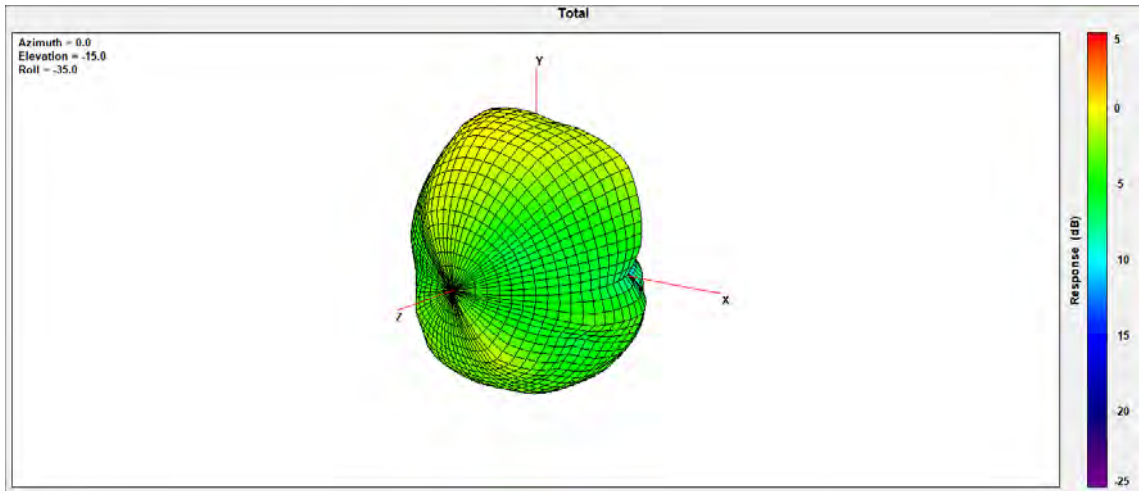 Total
Azimuth = 0.0
Elevation = -15.0
Roll = -35.0
Y
X
Z
5
0
-5
-10
-15
-20
-25
Response (dB)